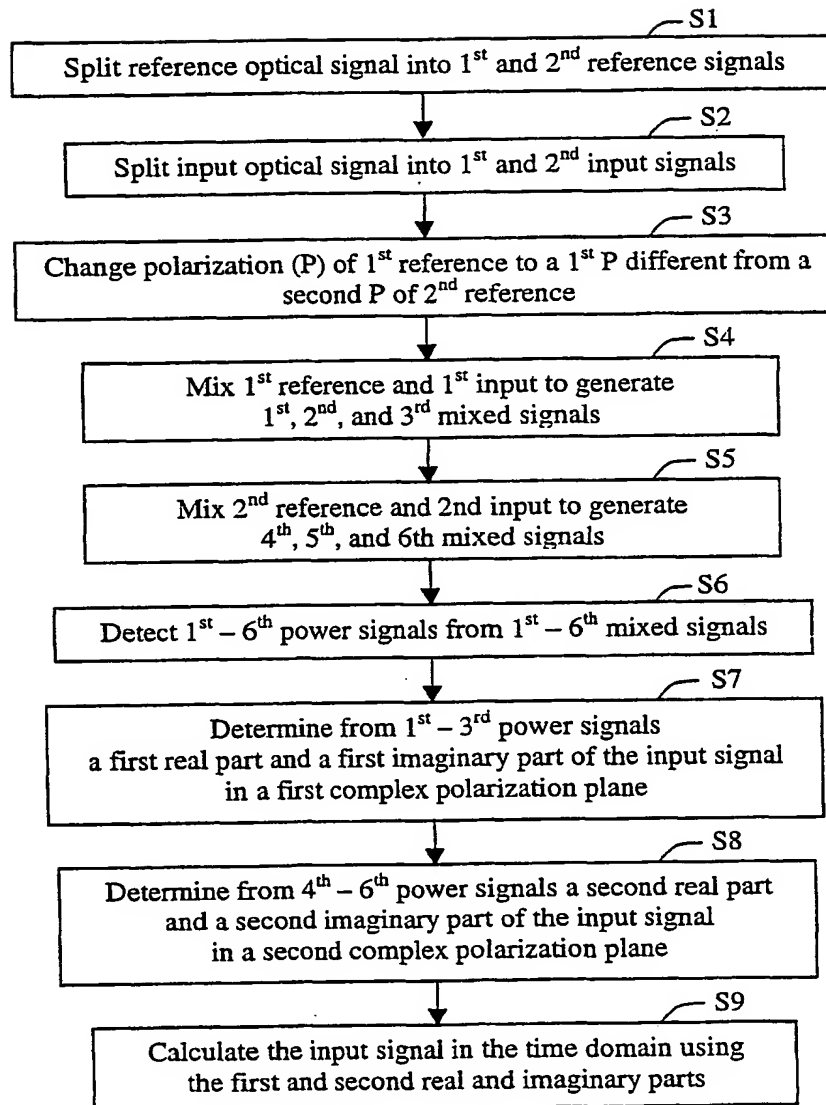 S1
Split reference optical signal into 1st and 2nd reference signals
S2
Split input optical signal into 1st and 2nd input signals
S3
Change polarization (P) of 1st reference to a 1st P different from a
second P of 2nd reference
S4
Mix 1st reference and 1st input to generate
1st, 2nd, and 3rd mixed signals
S5
Mix 2nd reference and 2nd input to generate
4th, 5th, and 6th mixed signals
S6
Detect 1st – 6th power signals from 1st – 6th mixed signals
S7
Determine from 1st – 3rd power signals
a first real part and a first imaginary part of the input signal
in a first complex polarization plane
S8
Determine from 4th – 6th power signals a second real part
and a second imaginary part of the input signal
in a second complex polarization plane
S9
Calculate the input signal in the time domain using
the first and second real and imaginary parts